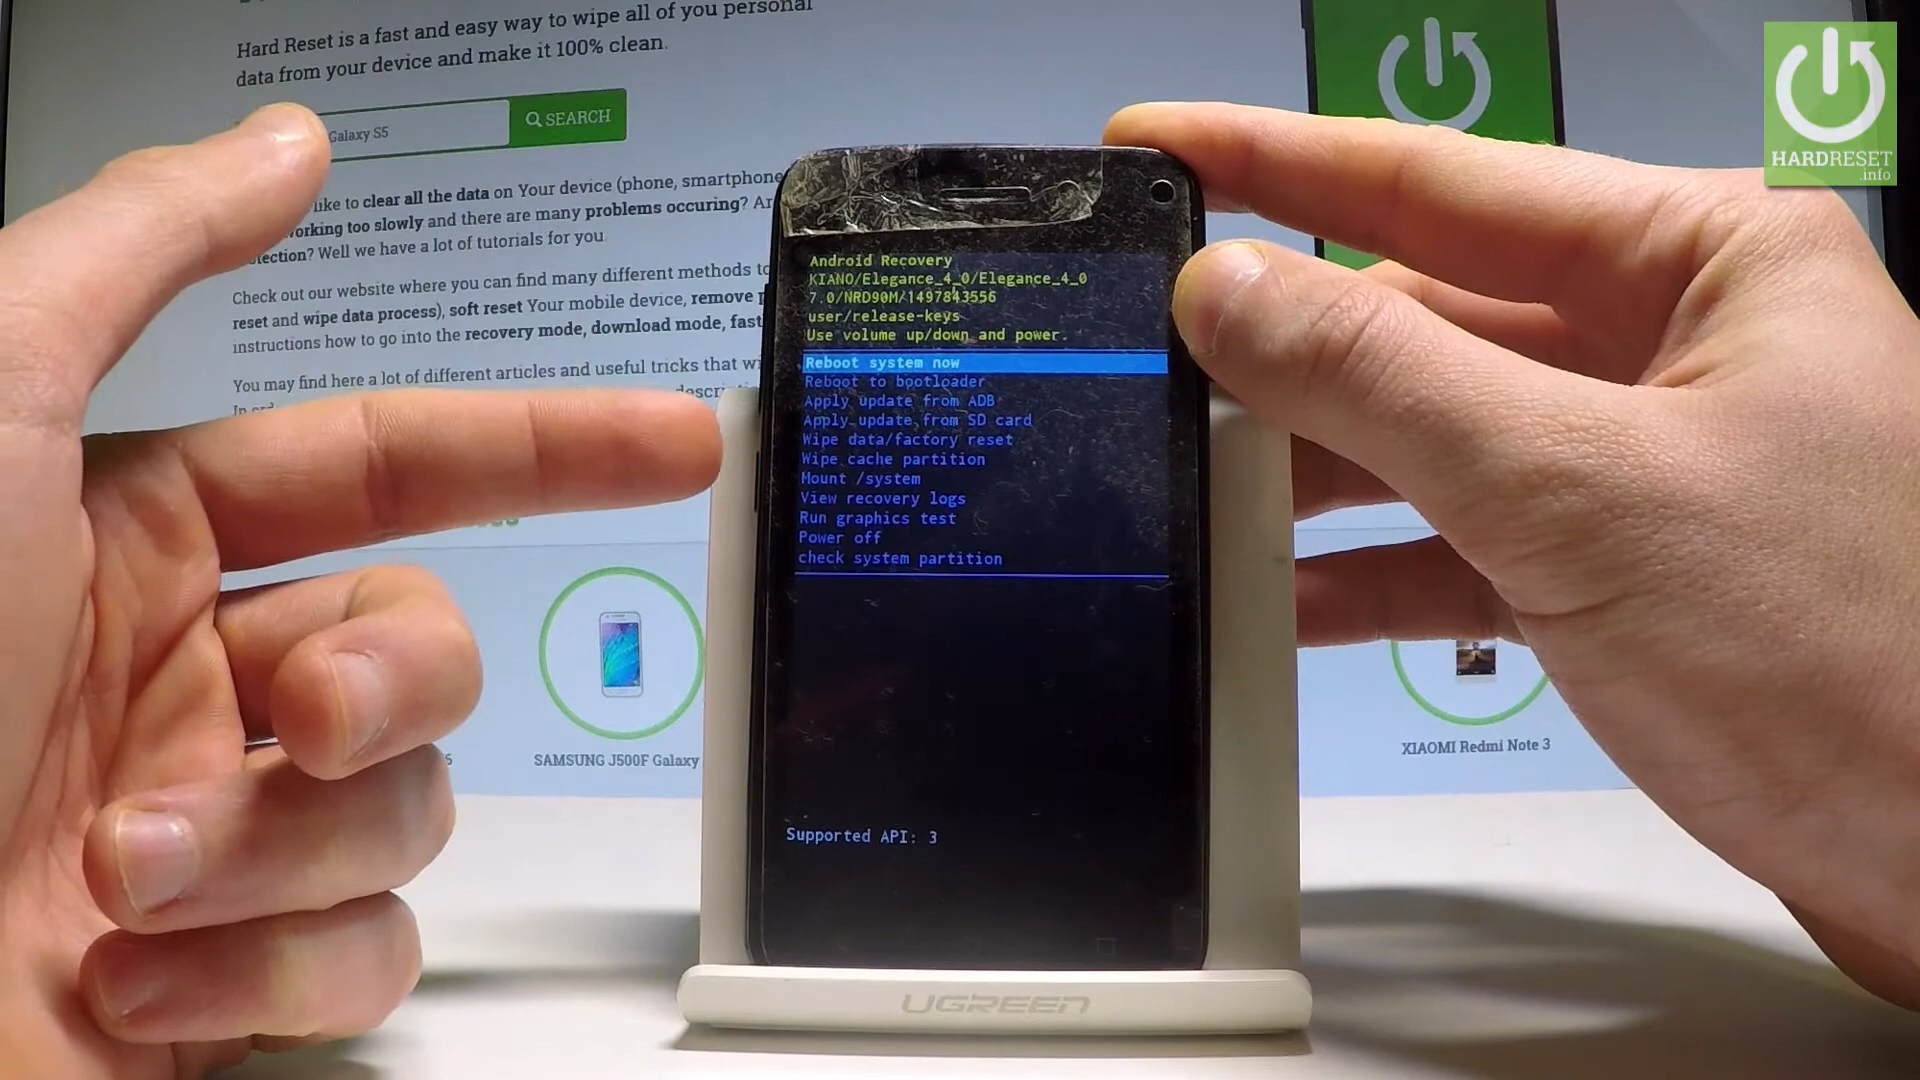 Hard Reset is a fast and easy way to wipe all of you personal
data from your device and make it 100% clean.
Galaxy S5
SEARCH
like to clear all the data on Your device (phone, smartphone
working too slowly and there are many problems occuring? Ar
Well we have a lot of tutorials for you
Check out our website where you can find many different methods to
reset and wipe data process), soft reset Your mobile device, remove p
instructions how to go into the recovery mode, download mode, fast
You may find here a lot of different articles and useful tricks that wi
In
HARDRESET
.info
Android Recovery
KIANO/Elegance_4_0/Elegance_4_0
7.0/NRD90M/1497843556
user/release-keys
Use volume up/down and power.
Reboot system now
Reboot to bootloader
Apply update from ADB
Apply update from SD card
Wipe data/factory reset
Wipe cache partition
Mount /system
View recovery logs
Run graphics test
Power off
check system partition
Supported API: 3
SAMSUNG J500F Galaxy
XIAOMI Redmi Note 3
UGREEN